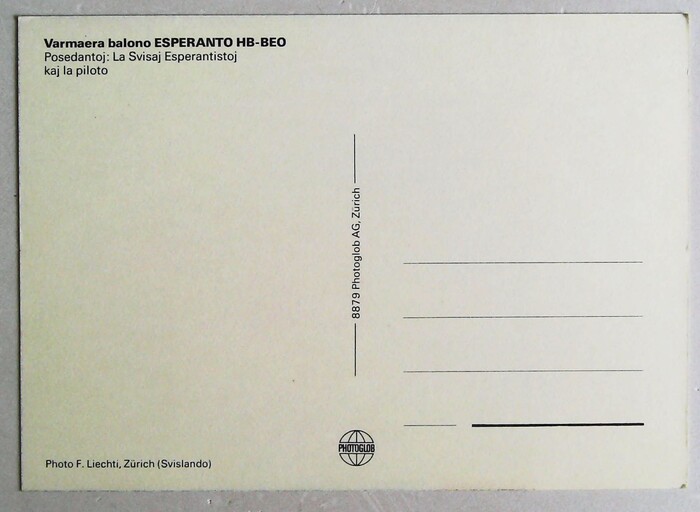 Varmaera balono ESPERANTO HB-BEO
Posedantoj: La Svisaj Esperantistoj
kaj la piloto
8879 Photoglob AG, Zürich
PHOTOGLOB
Photo F. Liechti, Zürich (Svislando)